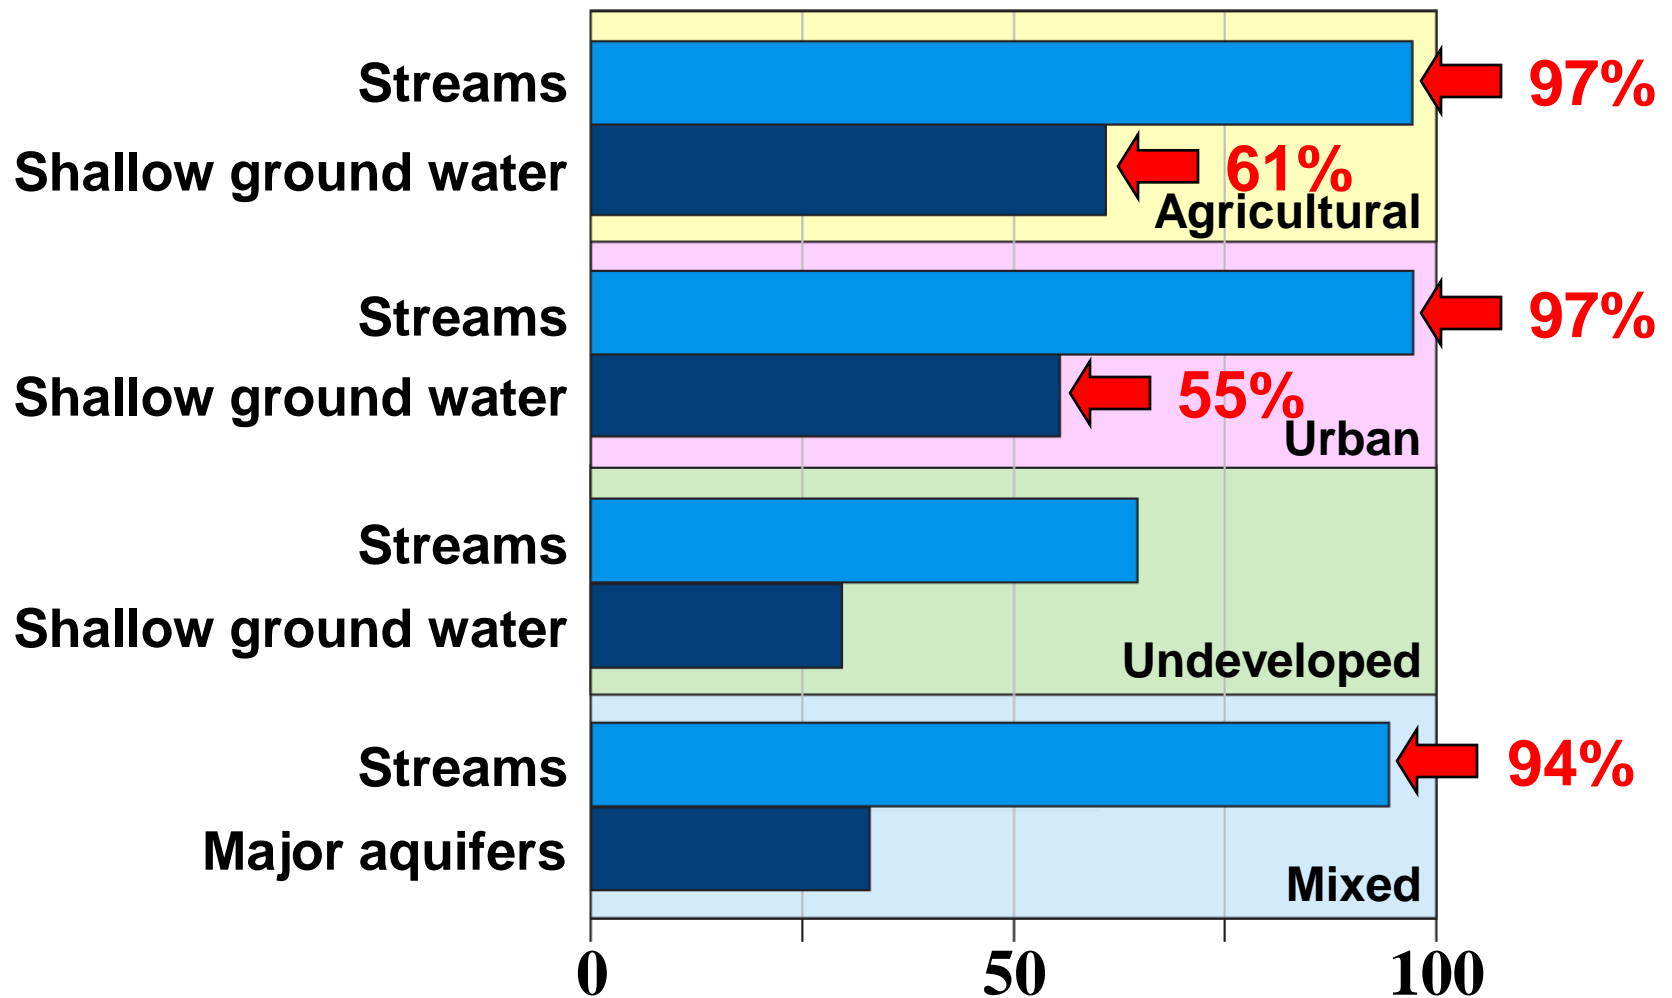 Streams 97%
Shallow ground water 61%
Agricultural
Streams 97%
Shallow ground water 55%
Urban
Streams
Shallow ground water
Undeveloped
Streams 94%
Major aquifers
Mixed
0 50 100